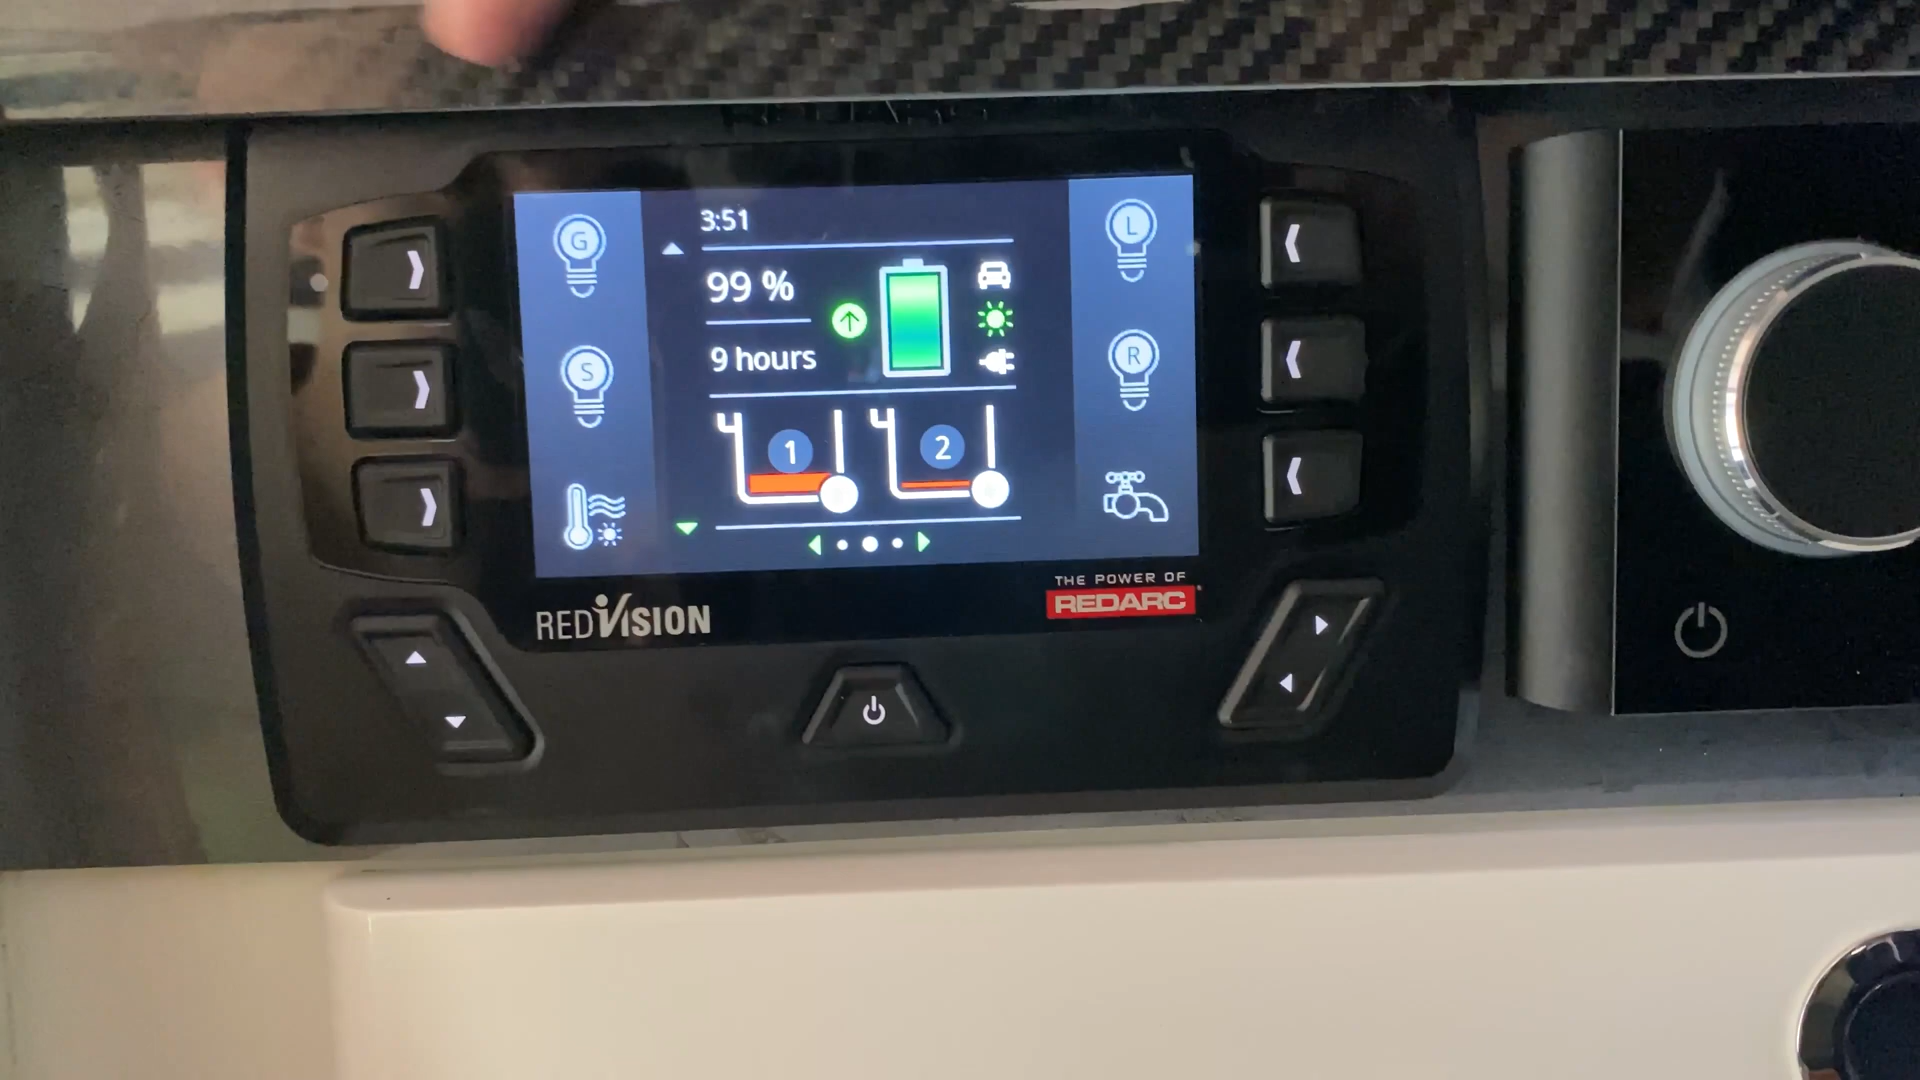 3:51
G
L
99 %
S
R
9 hours
1
2
REDVISION
THE POWER OF
REDARC